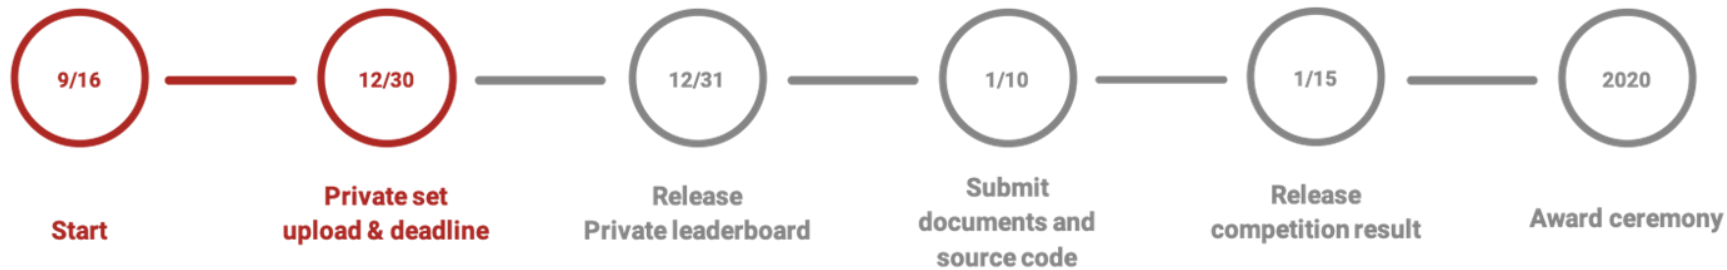 9/16
12/30
12/31
1/10
1/15
2020
Start
Private set
upload & deadline
Release
Private leaderboard
Submit
documents and
source code
Release
competition result
Award ceremony